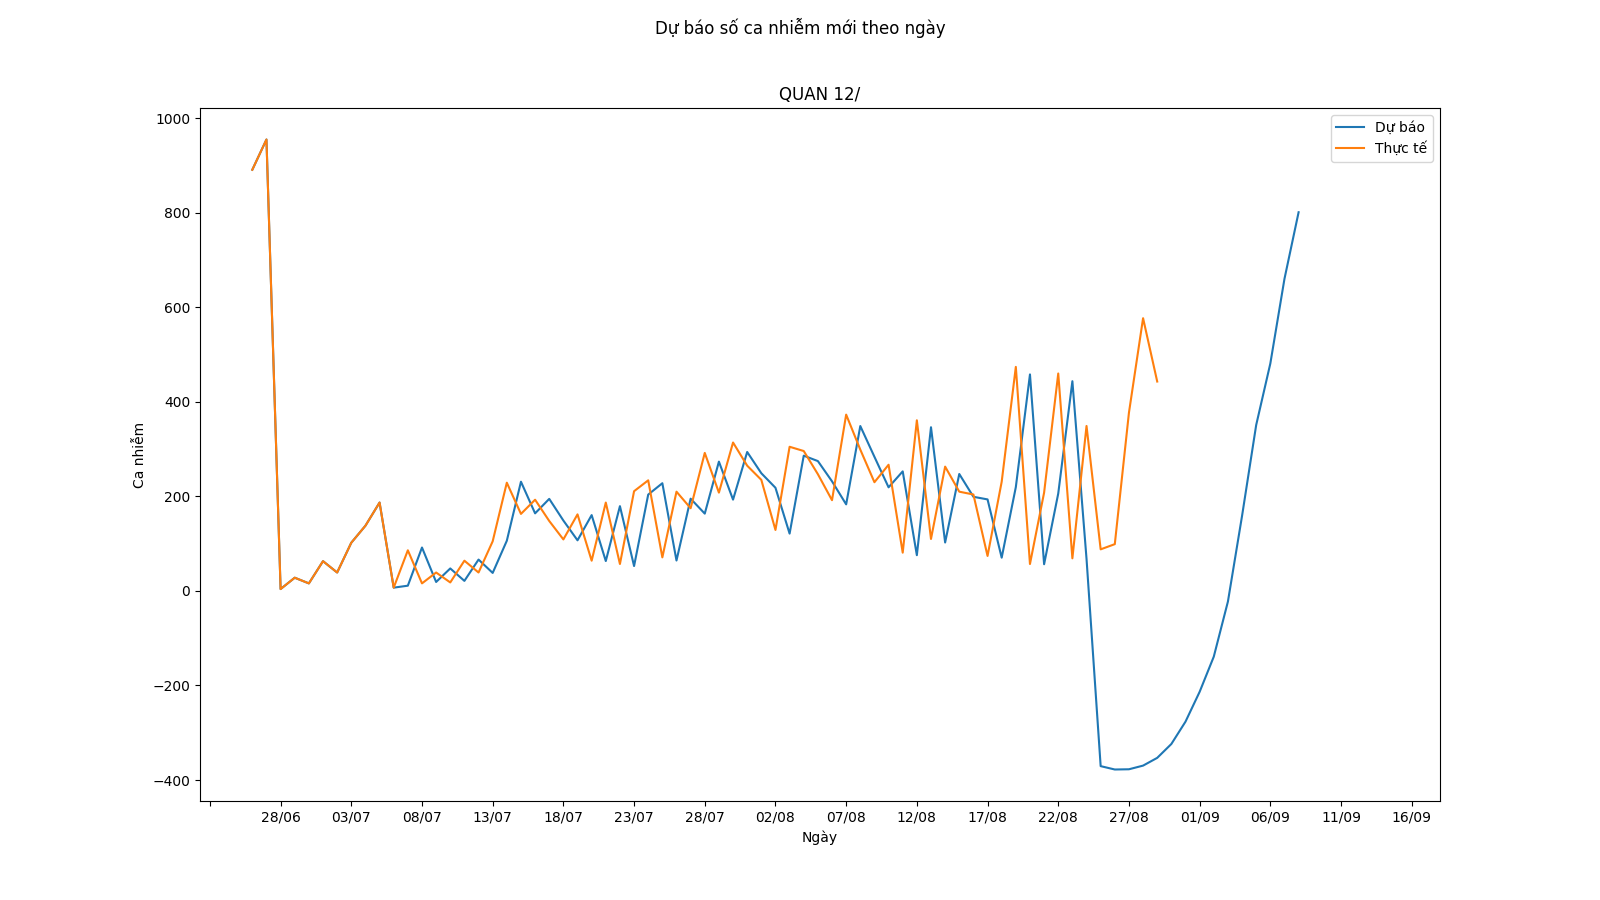 Dự báo số ca nhiễm mới theo ngày
QUAN 12/
1000
800
600
400
200
0
−200
−400
Ca nhiễm
Dự báo
Thực tế
28/06 03/07 08/07 13/07 18/07 23/07 28/07 02/08 07/08 12/08 17/08 22/08 27/08 01/09 06/09 11/09 16/09
Ngày